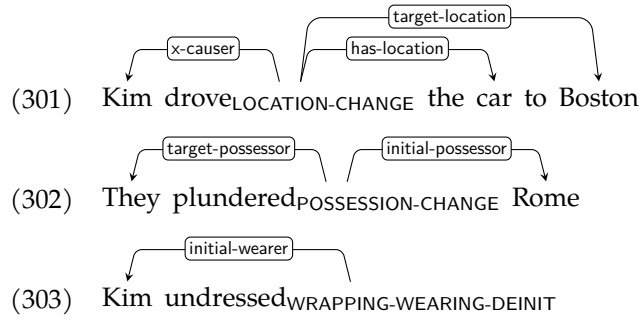 target-location
x-causer has-location
(301) Kim drove LOCATION-CHANGE the car to Boston
target-possessor initial-possessor
(302) They plundered POSSESSION-CHANGE Rome
initial-wearer
(303) Kim undressed WRAPPING-WEARING-DEINIT